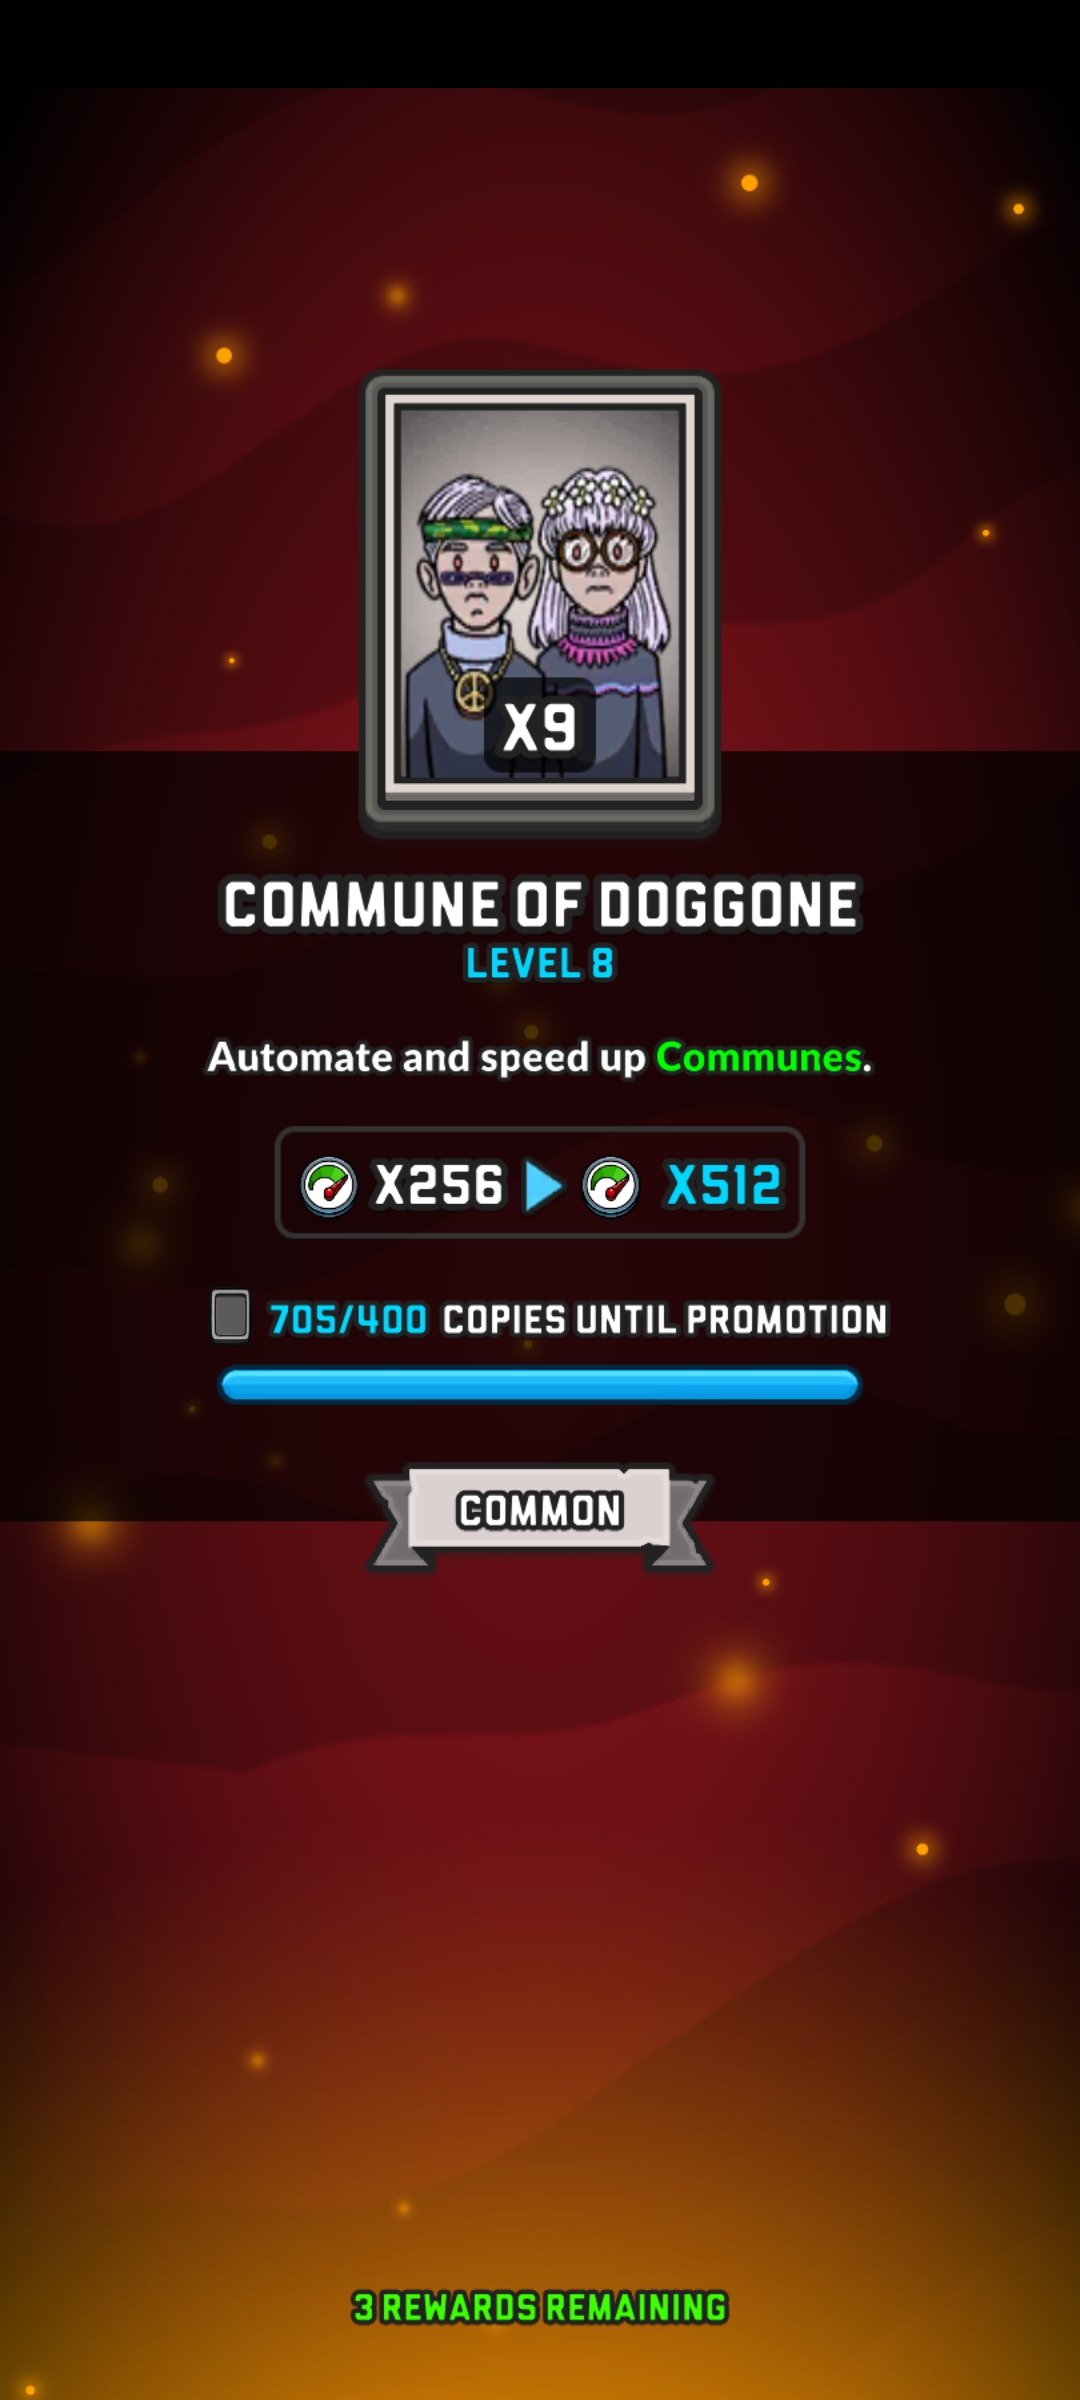 X9
COMMUNE OF DOGGONE
LEVEL 8
Automate and speed up Communes.
X256 X512
705/400 COPIES UNTIL PROMOTION
COMMON
3 REWARDS REMAINING